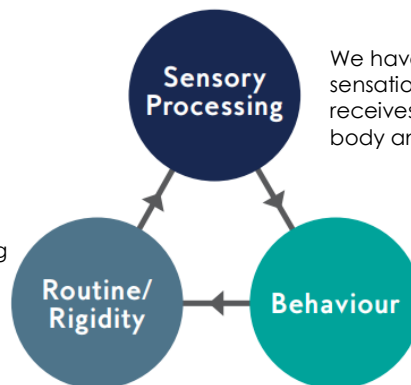 Sensory
Processing
We have
sensatio
receives
body an
g
Routine/
Rigidity
Behaviour